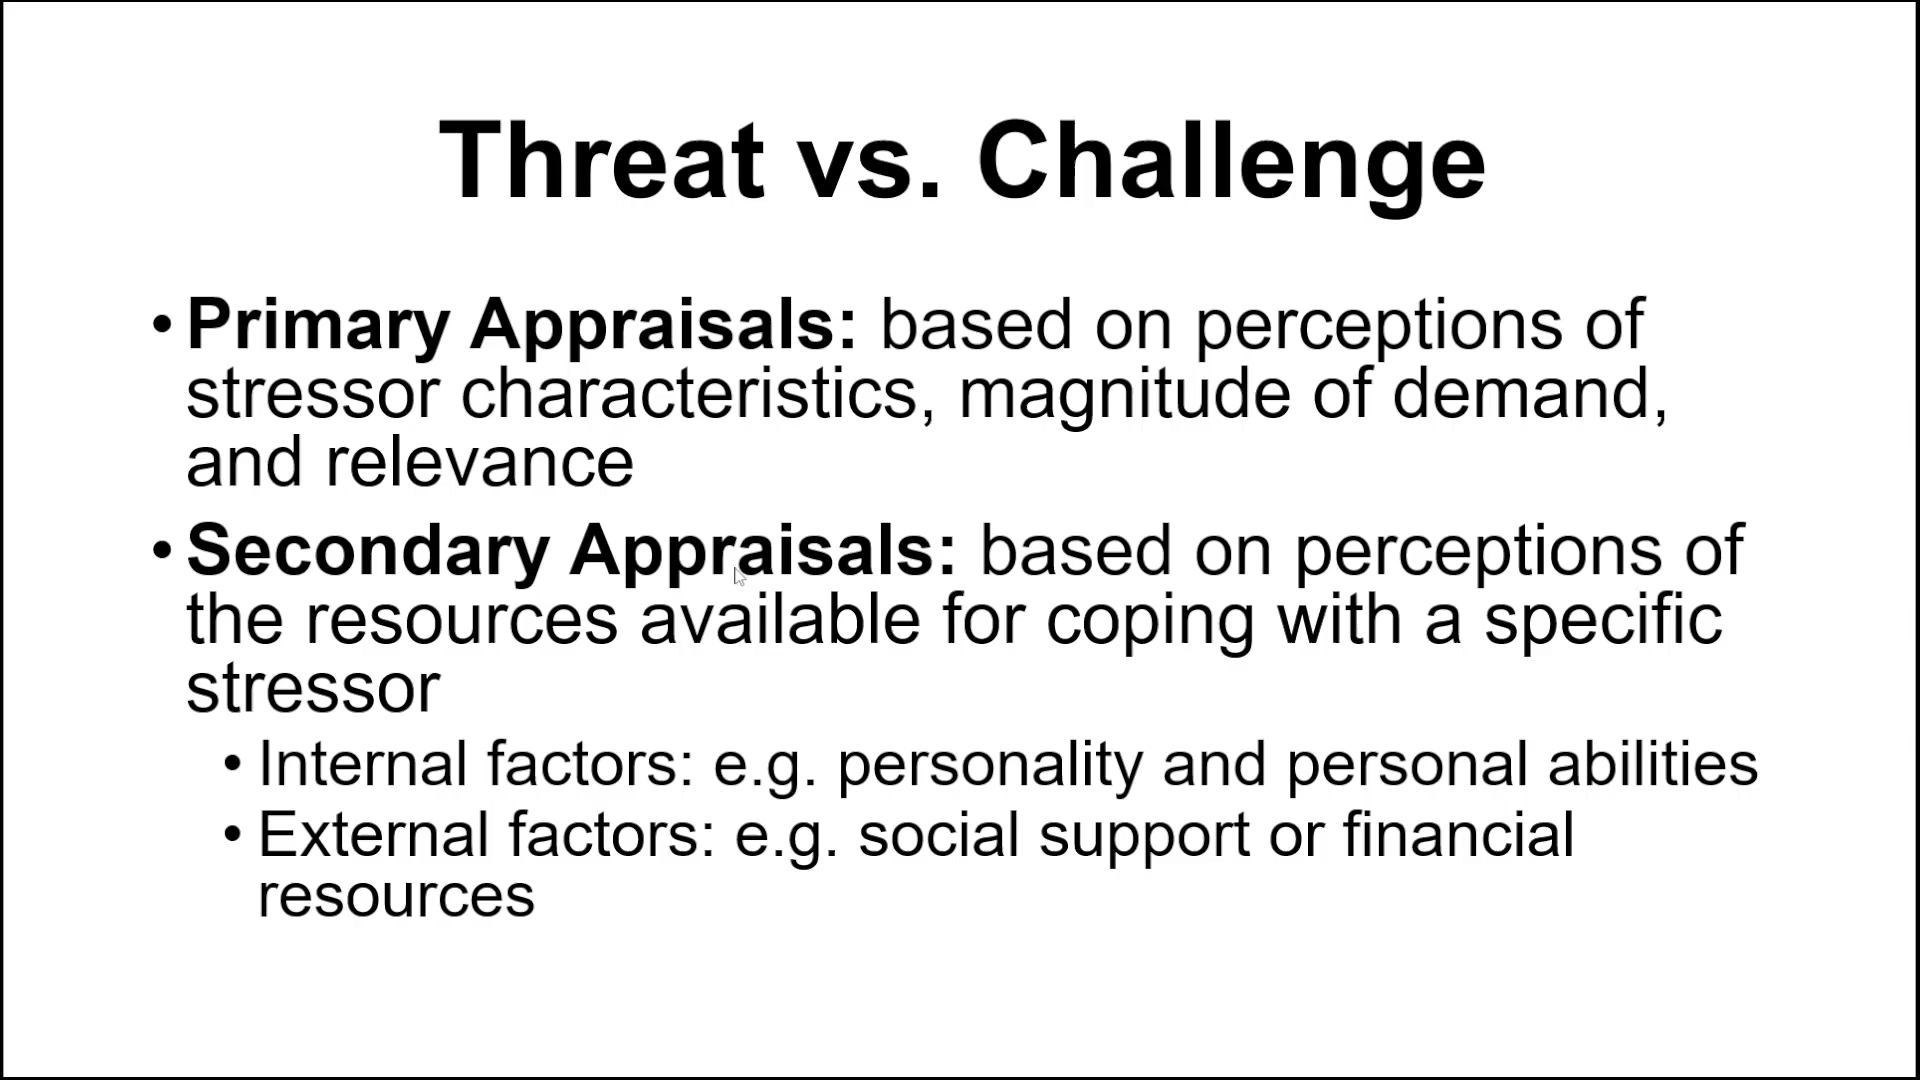 Threat vs. Challenge
• Primary Appraisals: based on perceptions of
stressor characteristics, magnitude of demand,
and relevance
• Secondary Appraisals: based on perceptions of
the resources available for coping with a specific
stressor
• Internal factors: e.g. personality and personal abilities
• External factors: e.g. social support or financial
resources